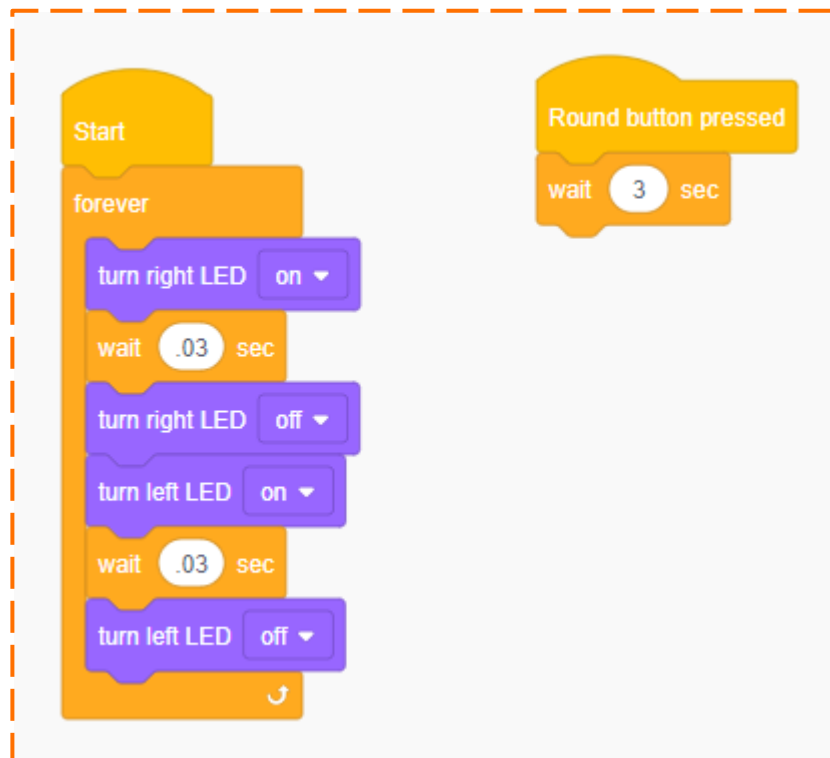 Start
forever
turn right LED on
wait .03 sec
turn right LED off
turn left LED on
wait .03 sec
turn left LED off
Round button pressed
wait 3 sec